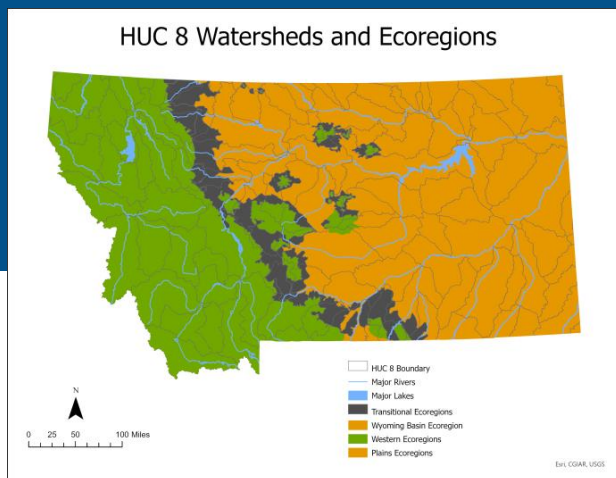 HUC 8 Watersheds and Ecoregions
HUC 8 Boundary
Major Rivers
Major Lakes
Transitional Ecoregions
Wyoming Basin Ecoregion
Western Ecoregions
Plains Ecoregions
N
0 25 50 100 Miles
Esri, CGIAR, USGS